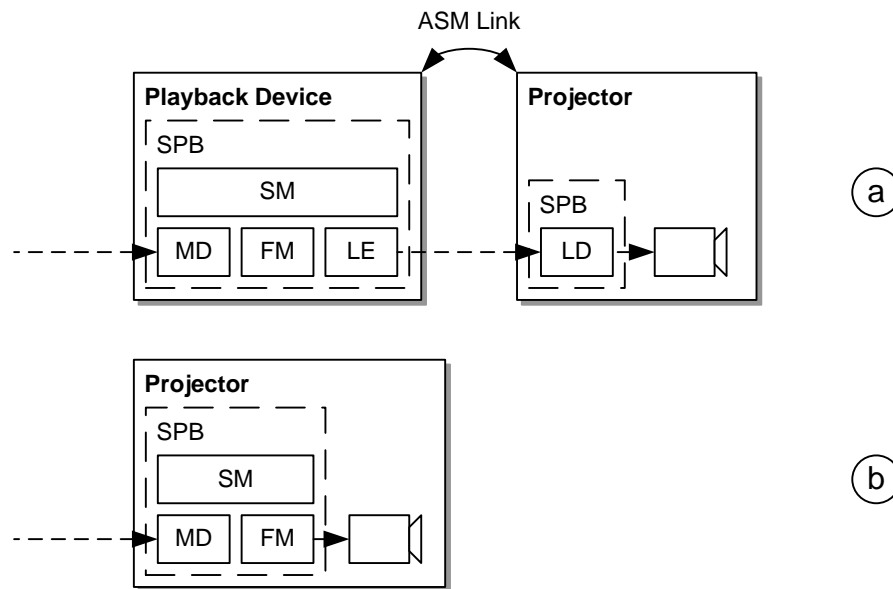 ASM Link
Playback Device
Projector
SPB
SM
SPB
MD FM LE
LD
a
Projector
SPB
SM
MD FM
b